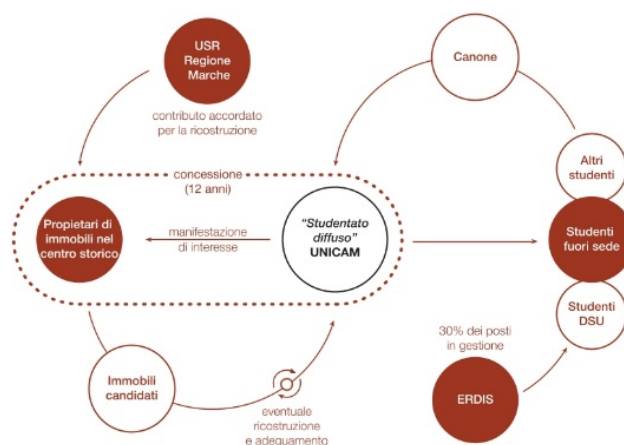 USR
Regione
Marche
contributo accordato
per la ricostruzione
Canone
concessione
(12 anni)
Altri
studenti
Propietari di
immobili nel
centro storico
manifestazione
di interesse
“Studentato
diffuso”
UNICAM
Studenti
fuori sede
Studenti
DSU
30% dei posti
in gestione
Immobili
candidati
ERDIS
eventuale
ricostruzione
e adeguamento